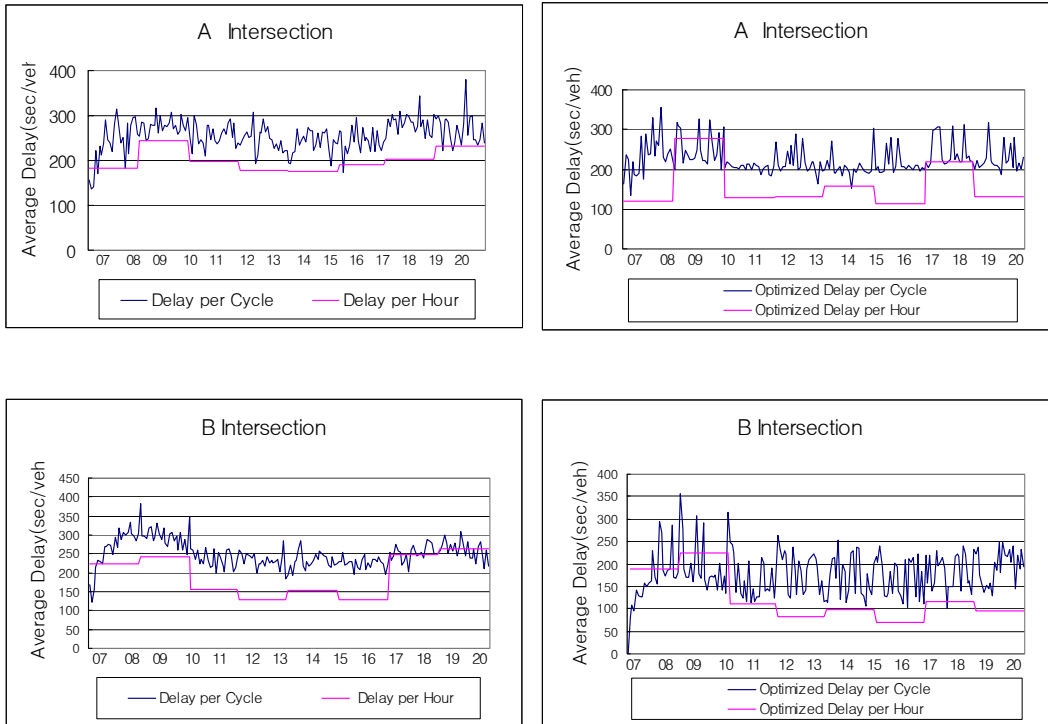 A Intersection
Average Delay(sec/veh
400
300
200
100
0
07 08 09 10 11 12 13 14 15 16 17 18 19 20
Delay per Cycle Delay per Hour
A Intersection
Average Delay(sec/veh)
400
300
200
100
0
07 08 09 10 11 12 13 14 15 16 17 18 19 20
Optimized Delay per Cycle
Optimized Delay per Hour
B Intersection
Average Delay(sec/veh
450
400
350
300
250
200
150
100
50
0
07 08 09 10 11 12 13 14 15 16 17 18 19 20
Delay per Cycle Delay per Hour
B Intersection
Average Delay(sec/veh)
400
350
300
250
200
150
100
50
0
07 08 09 10 11 12 13 14 15 16 17 18 19 20
Optimized Delay per Cycle
Optimized Delay per Hour